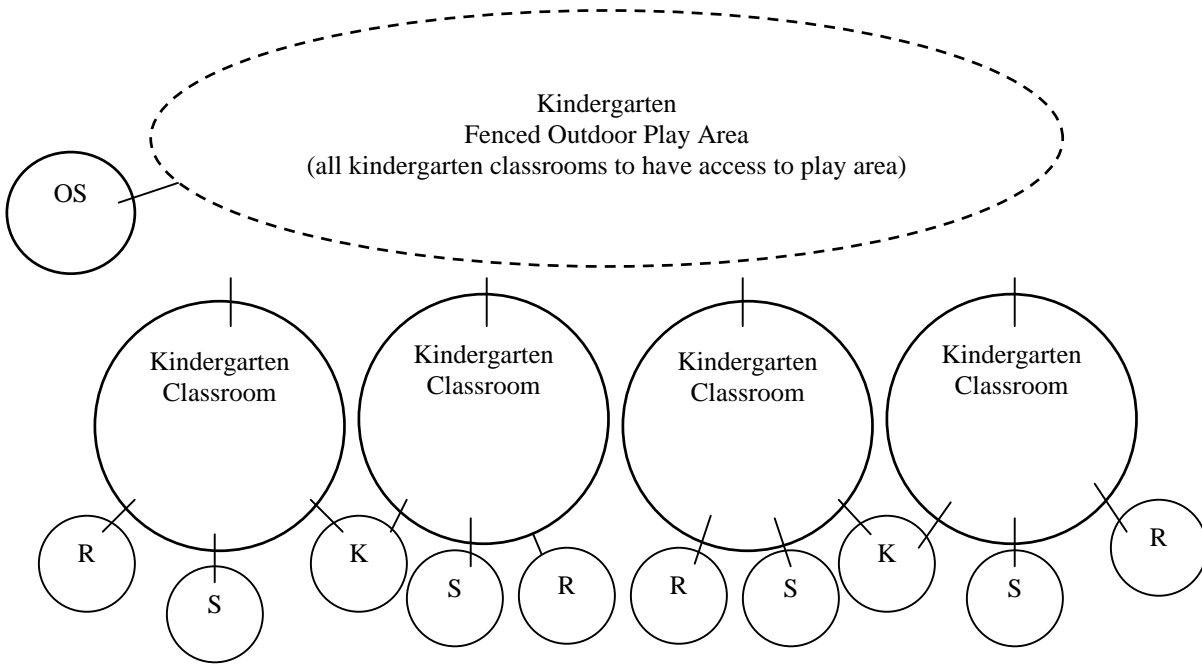 Kindergarten
Fenced Outdoor Play Area
(all kindergarten classrooms to have access to play area)
OS
Kindergarten
Classroom
Kindergarten
Classroom
Kindergarten
Classroom
Kindergarten
Classroom
R
S
K
S
R
R
S
K
S
R